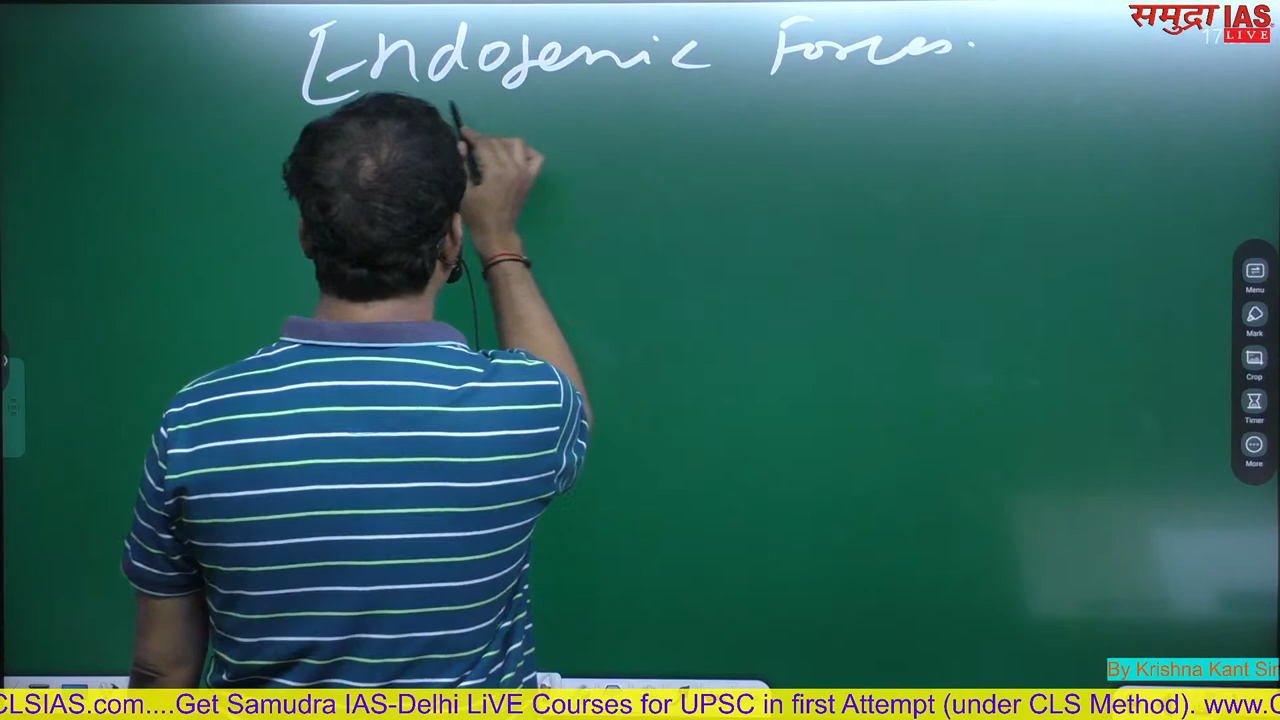 समुद्रा IAS
LIVE
Endogenic Forces.
Menu
Mark
Crop
Timer
More
By Krishna Kant Sin
CLSIAS.com....Get Samudra IAS-Delhi LiVE Courses for UPSC in first Attempt (under CLS Method). www.C